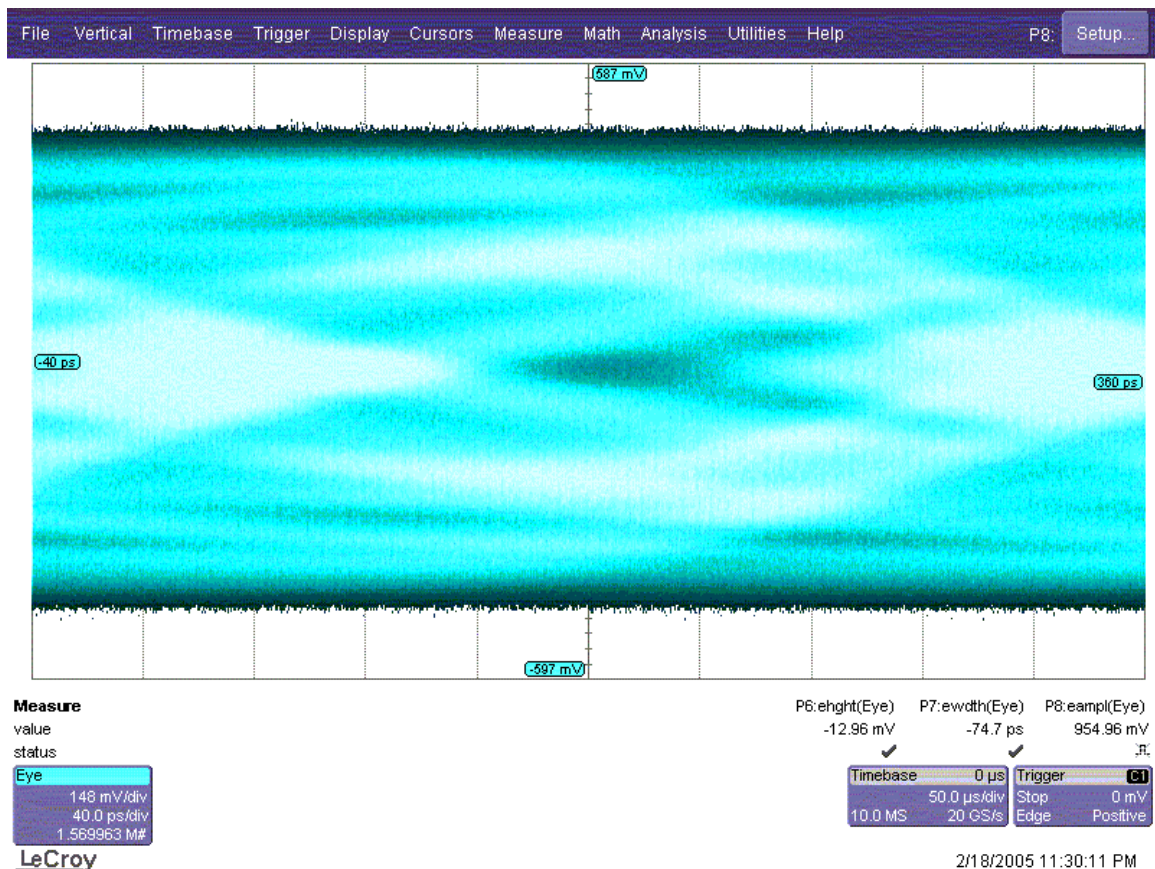 File Vertical Timebase Trigger Display Cursors Measure Math Analysis Utilities Help P8: Setup...
587 mV
-40 ps
360 ps
-597 mV
Measure P6:ehght(Eye) P7:ewdth(Eye) P8:eampl(Eye)
value -12.96 mV -74.7 ps 954.96 mV
status
Eye
148 mV/div
40.0 ps/div
1.569963 M#
Timebase 0 µs
50.0 µs/div
10.0 MS 20 GS/s
Trigger C1
Stop 0 mV
Edge Positive
LeCroy
2/18/2005 11:30:11 PM